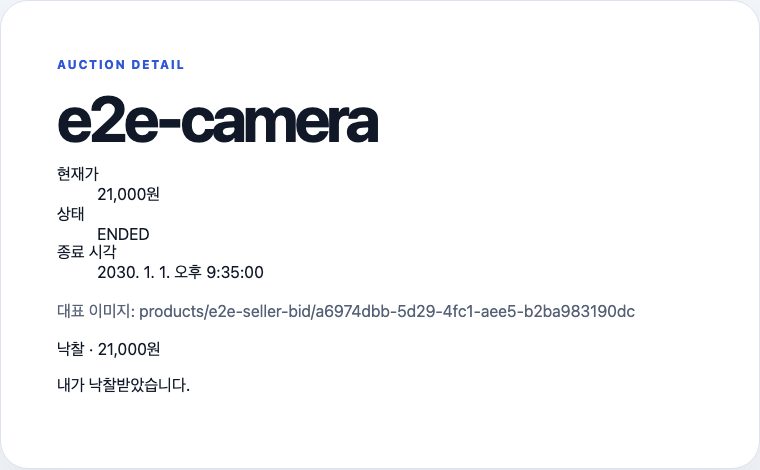 AUCTION DETAIL
e2e-camera
현재가
21,000원
상태
ENDED
종료 시각
2030. 1. 1. 오후 9:35:00
대표 이미지: products/e2e-seller-bid/a6974dbb-5d29-4fc1-aee5-b2ba983190dc
낙찰 · 21,000원
내가 낙찰받았습니다.